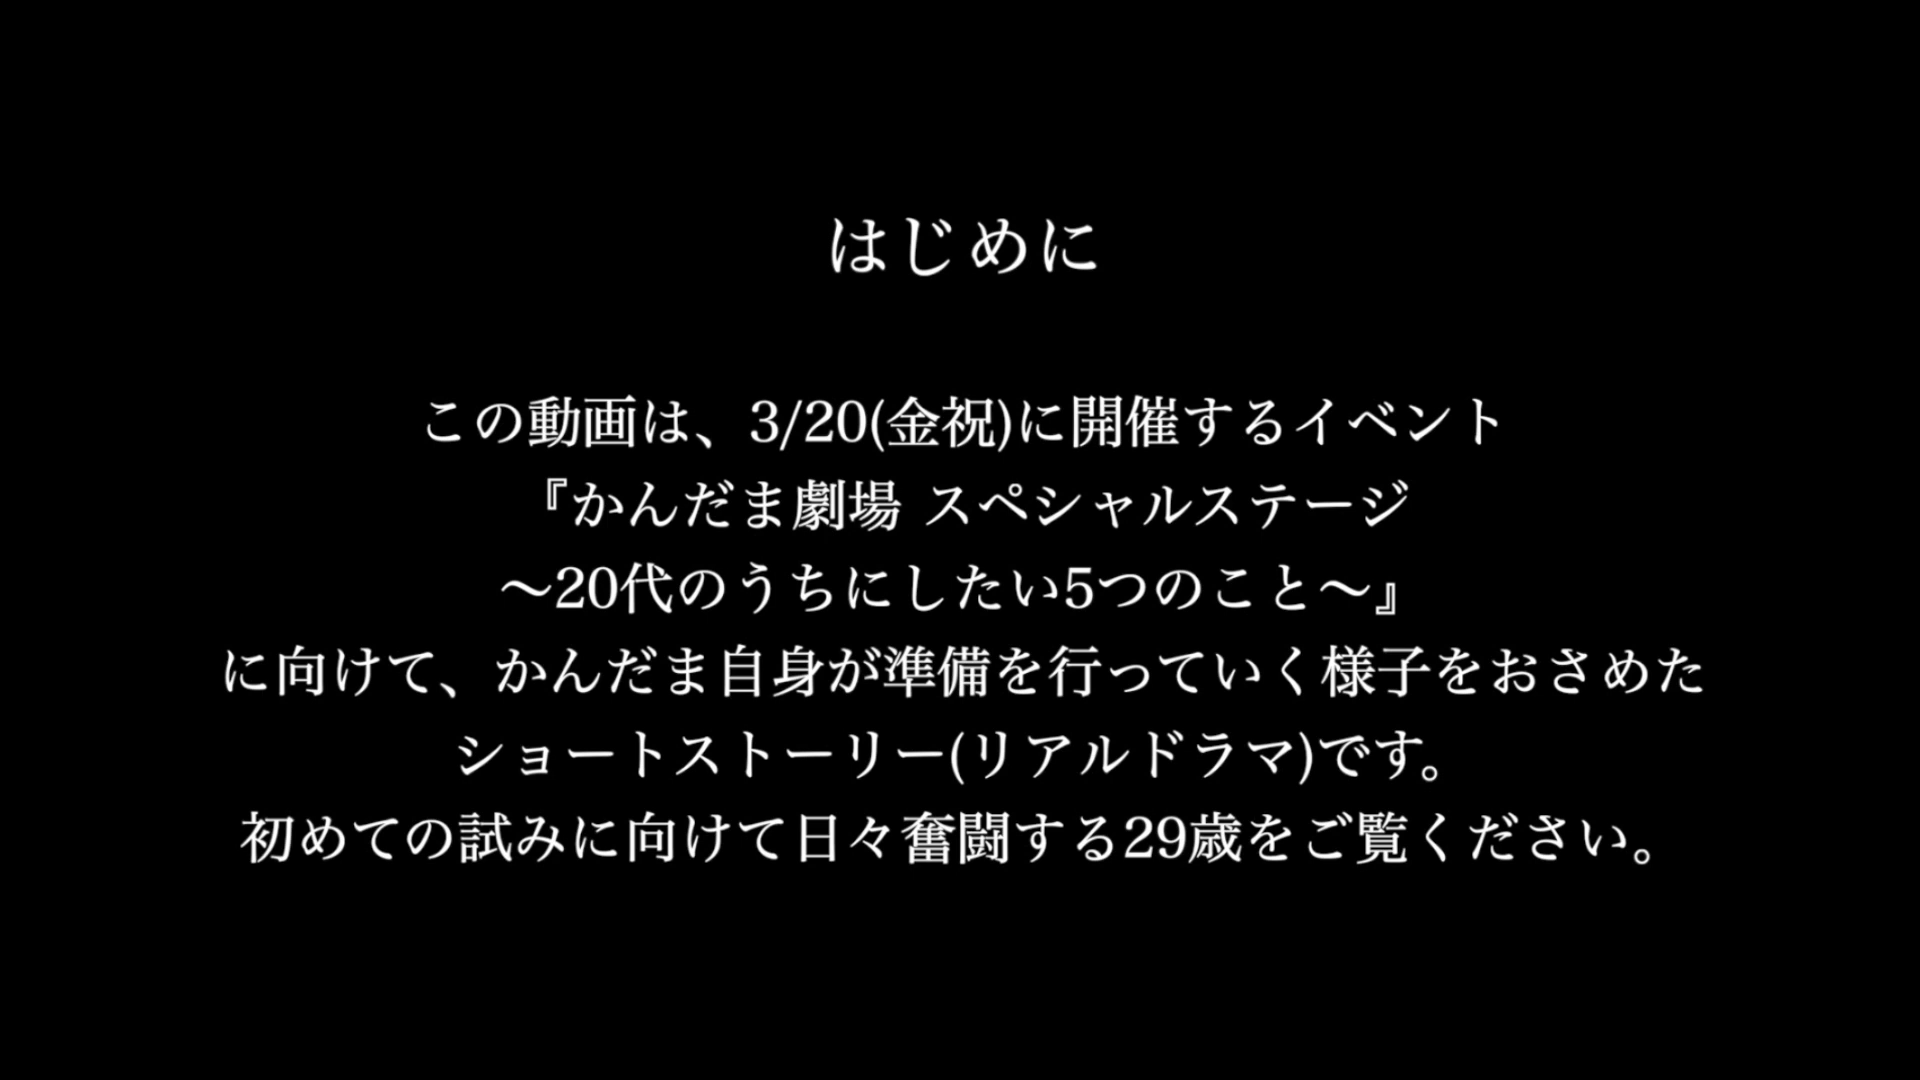 はじめに
この動画は、3/20(金祝)に開催するイベント
『かんだま劇場 スペシャルステージ
〜20代のうちにしたい5つのこと〜』
に向けて、かんだま自身が準備を行っていく様子をおさめた
ショートストーリー(リアルドラマ)です。
初めての試みに向けて日々奮闘する29歳をご覧ください。